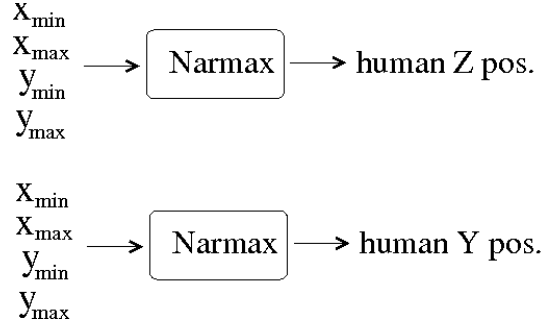 x_min
x_max
y_min
y_max
Narmax
human Z pos.
x_min
x_max
y_min
y_max
Narmax
human Y pos.